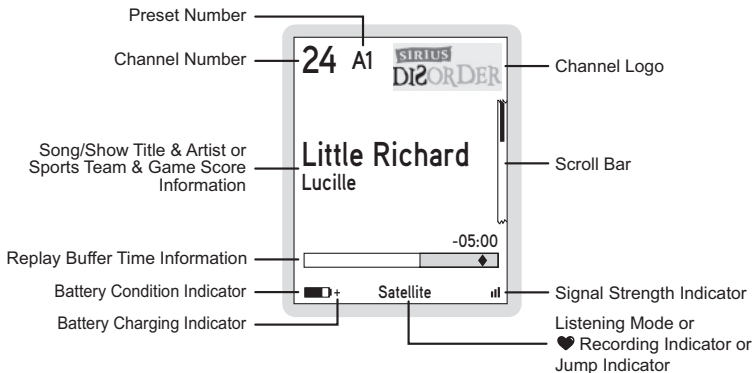 Preset Number
Channel Number
24 A1
SIRIUS
DISORDER
Channel Logo
Song/Show Title & Artist or
Sports Team & Game Score
Information
Little Richard
Lucille
Scroll Bar
-05:00
Replay Buffer Time Information
Battery Condition Indicator
+
Satellite
Signal Strength Indicator
Battery Charging Indicator
Listening Mode or
♥ Recording Indicator or
Jump Indicator